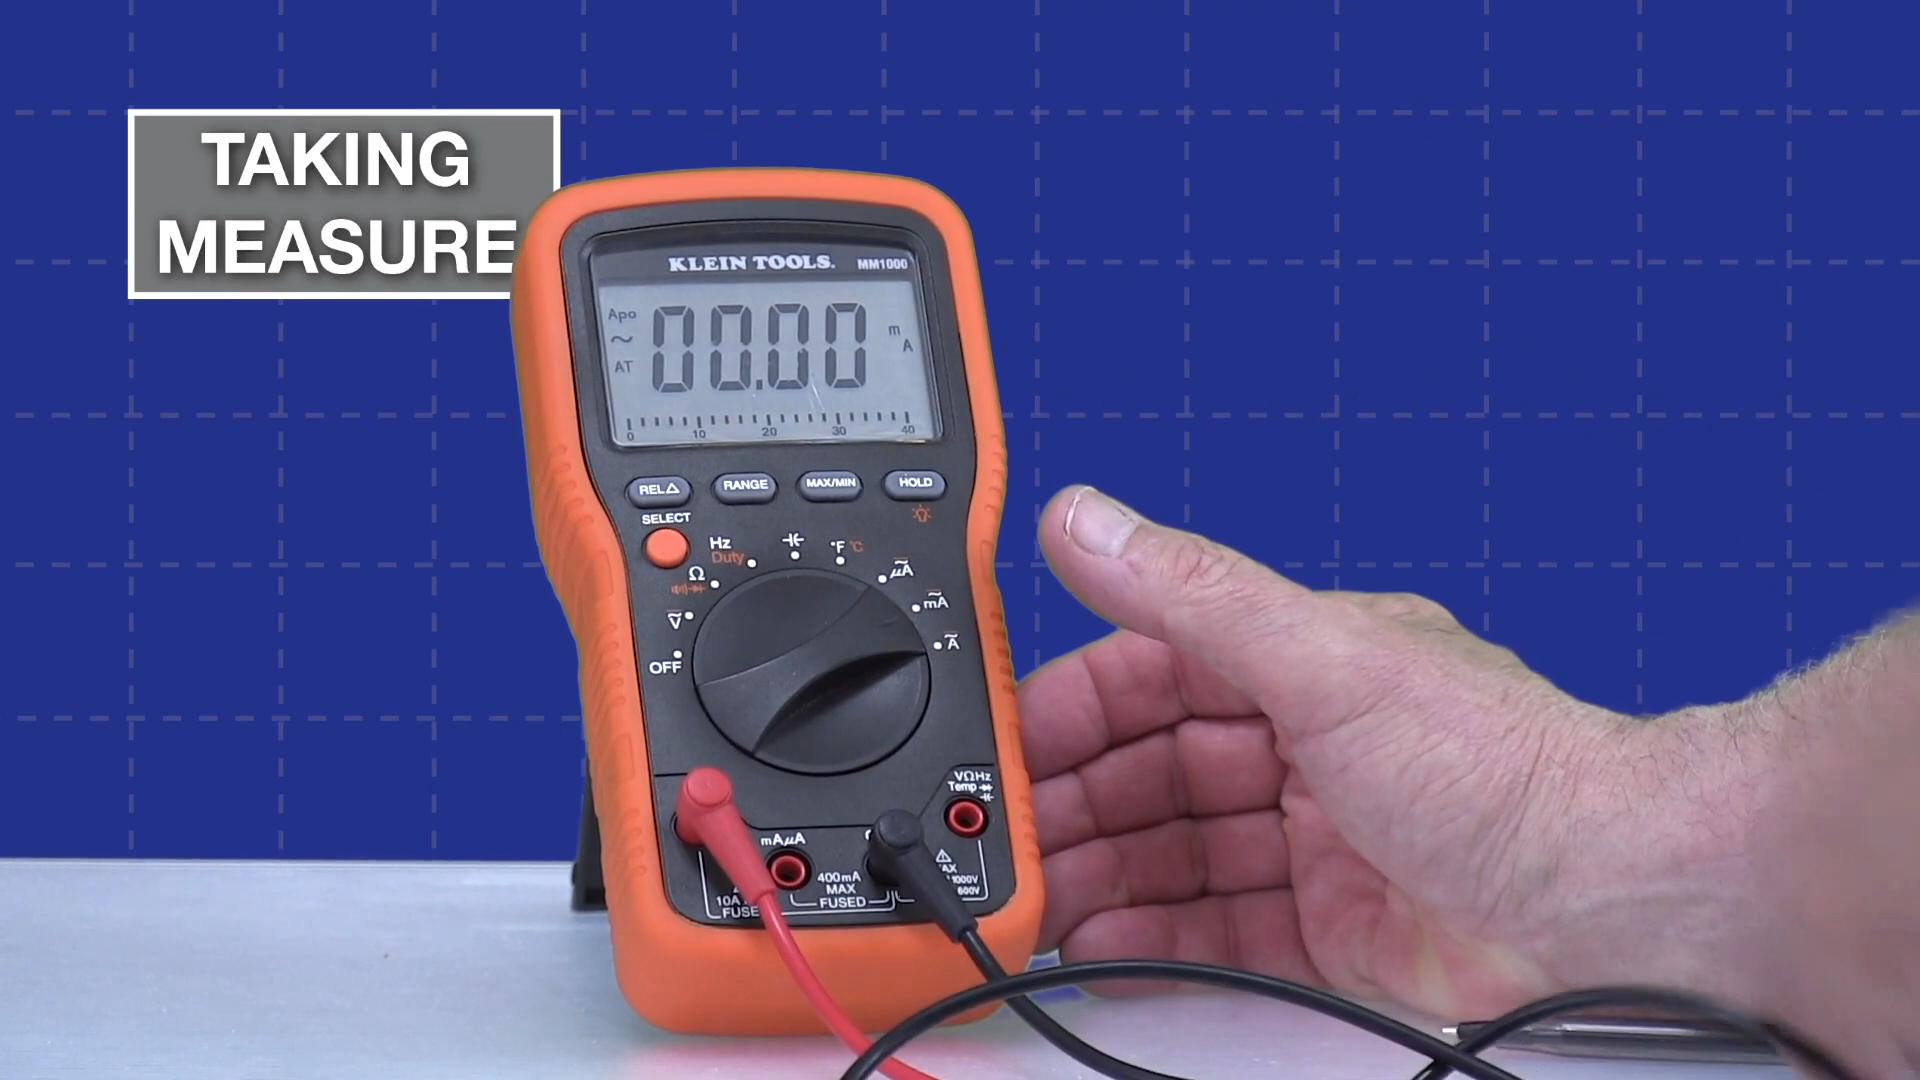 TAKING
MEASURE
KLEIN TOOLS. MM1000
Apo
AT
00.00
m
A
0 10 20 30 40
REL△ RANGE MAX/MIN HOLD
SELECT
Hz
Duty
°F °C
Ω
μA
mA
V
A
OFF
VΩHz
Temp
mAμA
400mA
MAX
FUSED
10A
FUSE
1000V
600V